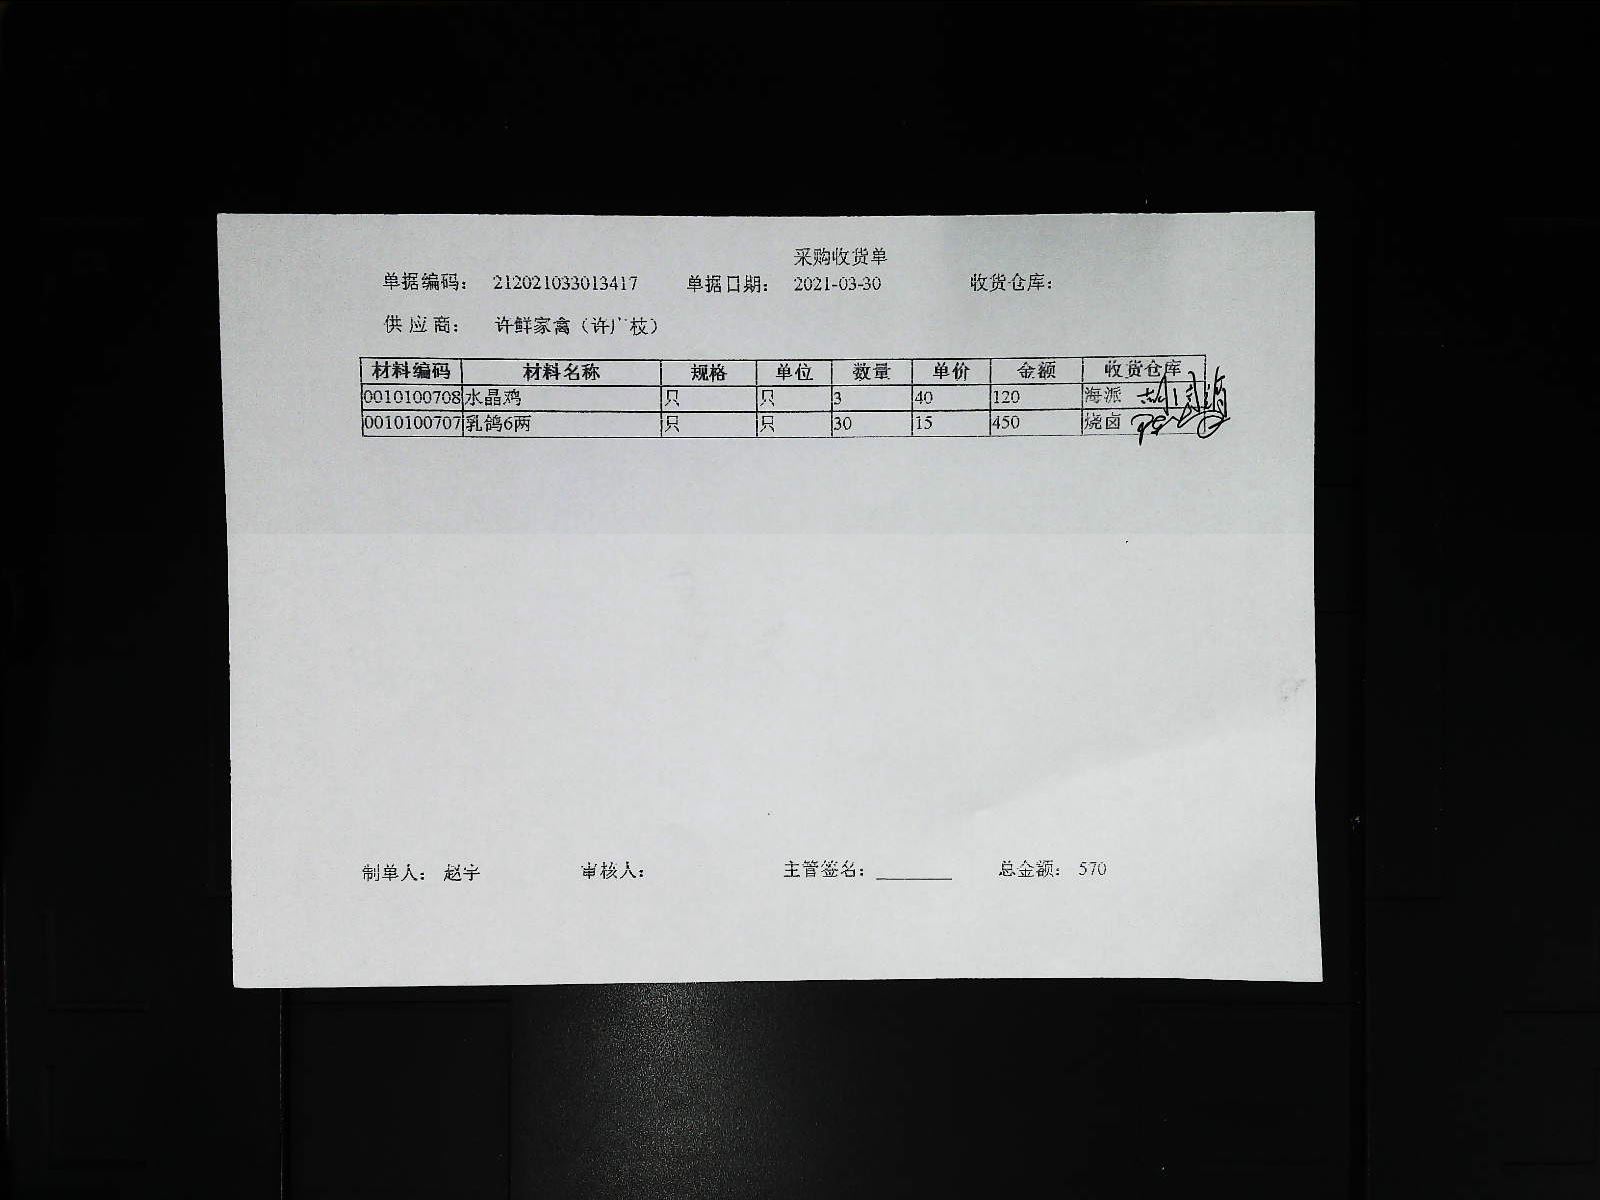 采购收货单
单据编码： 212021033013417 单据日期： 2021-03-30 收货仓库：
供 应 商： 许鲜家禽（许广枝）
材料编码 材料名称 规格 单位 数量 单价 金额 收货仓库
0010100708 水晶鸡 只 只 3 40 120 海派
0010100707 乳鸽6两 只 只 30 15 450 烧卤
制单人： 赵宇 审核人： 主管签名： 总金额： 570